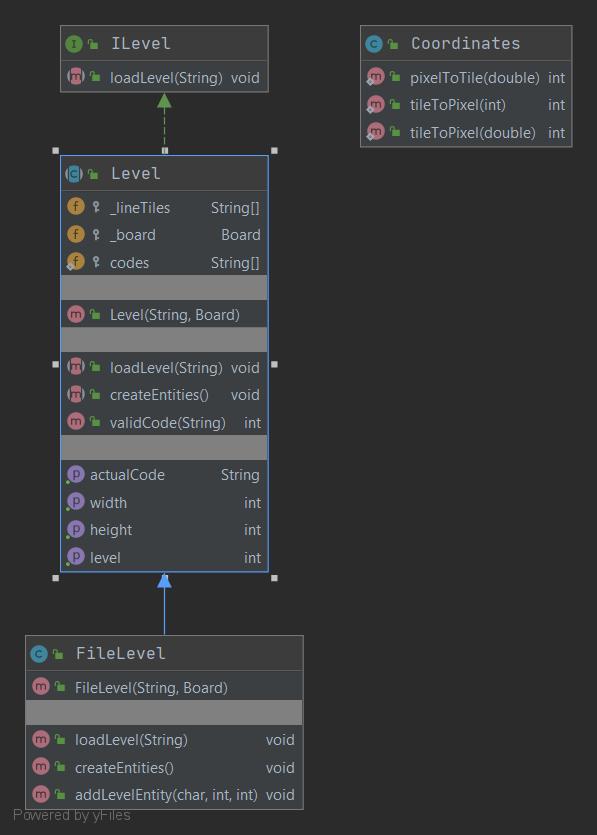 ILevel
loadLevel(String) void
Coordinates
pixelToTile(double) int
tileToPixel(int) int
tileToPixel(double) int
Level
_lineTiles String[]
_board Board
codes String[]
Level(String, Board)
loadLevel(String) void
createEntities() void
validCode(String) int
actualCode String
width int
height int
level int
FileLevel
FileLevel(String, Board)
loadLevel(String) void
createEntities() void
addLevelEntity(char, int, int) void
Powered by yFiles